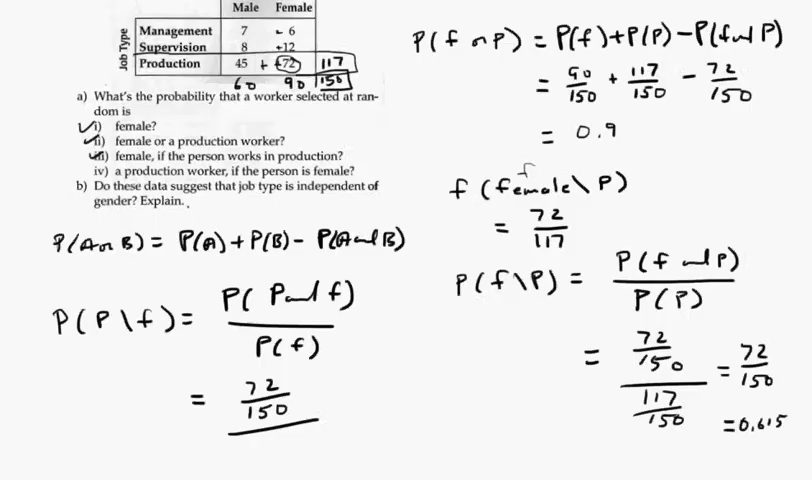 Male Female
Job Type
Management 7 - 6
Supervision 8 +12
Production 45 + 72 117
60 90 150
a) What's the probability that a worker selected at ran-
dom is
i) female?
ii) female or a production worker?
iii) female, if the person works in production?
iv) a production worker, if the person is female?
b) Do these data suggest that job type is independent of
gender? Explain.
P(A or B) = P(A) + P(B) - P(A and B)
P(P\f) = P(P and f)
P(f)
= 72
150
P(f or P) = P(f)+P(P)-P(f and P)
= 90/150 + 117/150 - 72/150
= 0.9
f
f(female\P)
= 72
117
P(f\P) = P(f and P)
P(P)
= 72/150 = 72/150
117/150 =0.615